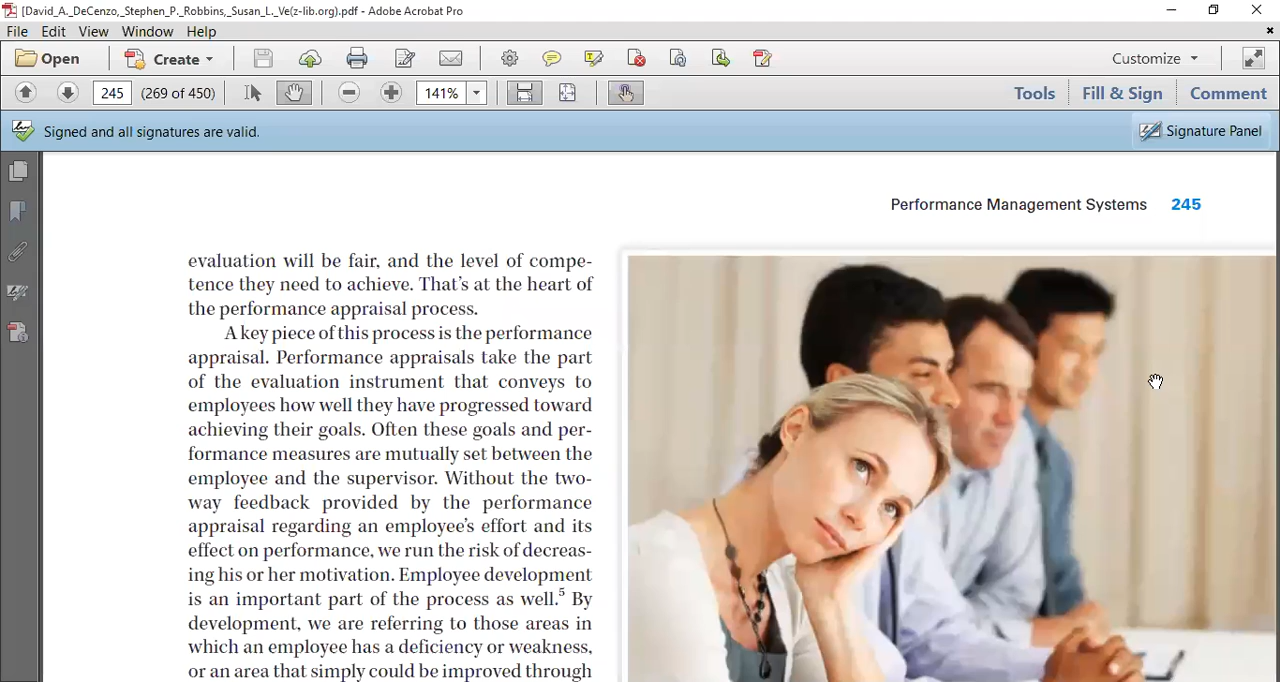 [David_A._DeCenzo,_Stephen_P._Robbins,_Susan_L._Ve(z-lib.org).pdf - Adobe Acrobat Pro
File Edit View Window Help
Open Create Customize
245 (269 of 450) 141% Tools Fill & Sign Comment
Signed and all signatures are valid. Signature Panel
Performance Management Systems 245
evaluation will be fair, and the level of compe-
tence they need to achieve. That's at the heart of
the performance appraisal process.
A key piece of this process is the performance
appraisal. Performance appraisals take the part
of the evaluation instrument that conveys to
employees how well they have progressed toward
achieving their goals. Often these goals and per-
formance measures are mutually set between the
employee and the supervisor. Without the two-
way feedback provided by the performance
appraisal regarding an employee's effort and its
effect on performance, we run the risk of decreas-
ing his or her motivation. Employee development
is an important part of the process as well.5 By
development, we are referring to those areas in
which an employee has a deficiency or weakness,
or an area that simply could be improved through